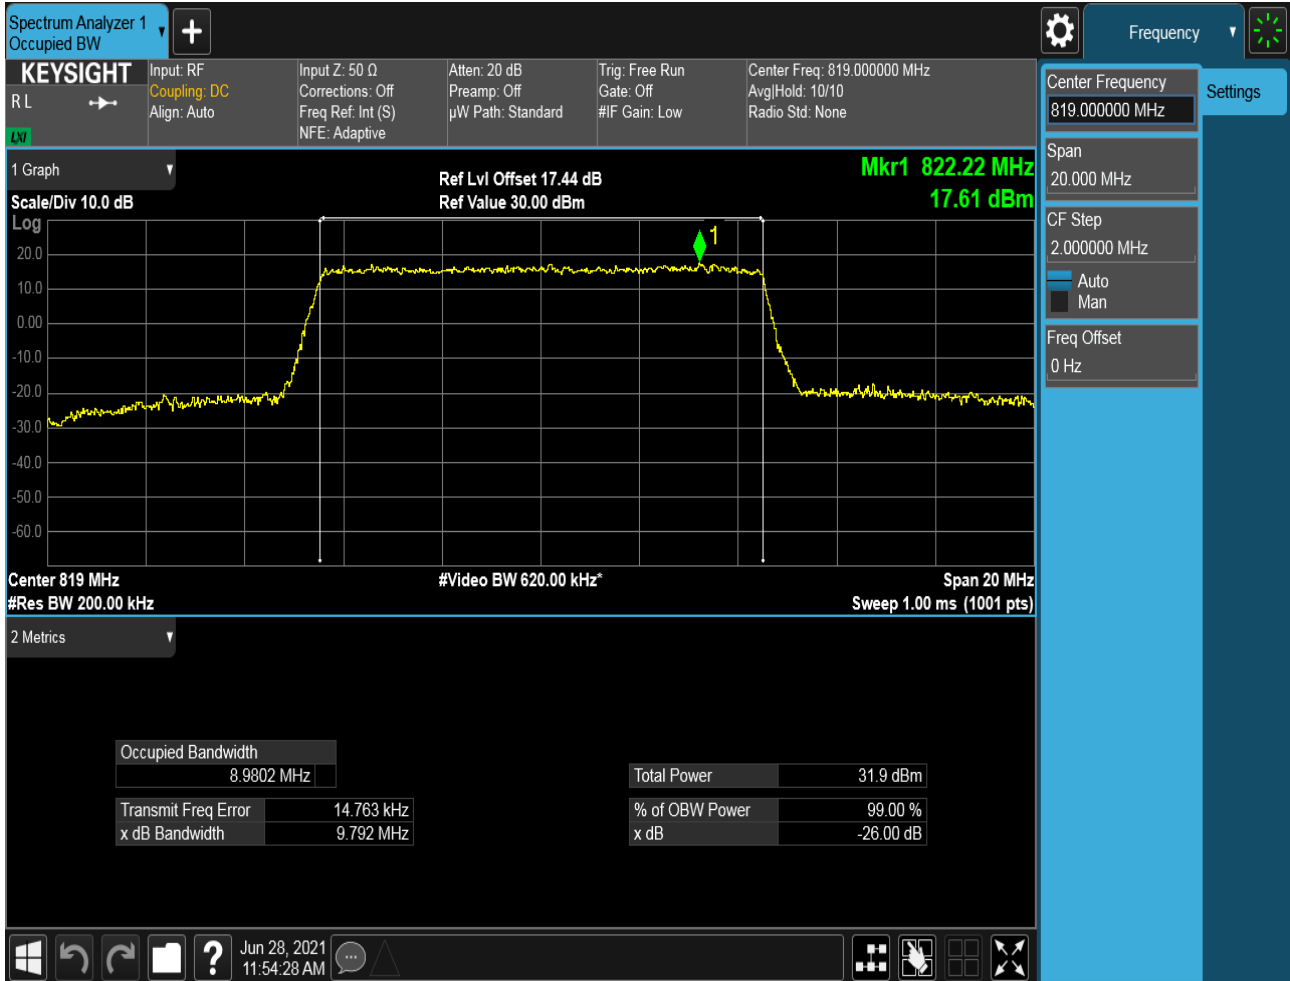 Spectrum Analyzer 1
Occupied BW
Frequency
KEYSIGHT
R L
LXI
Input: RF
Coupling: DC
Align: Auto
Input Z: 50 Ω
Corrections: Off
Freq Ref: Int (S)
NFE: Adaptive
Atten: 20 dB
Preamp: Off
µW Path: Standard
Trig: Free Run
Gate: Off
#IF Gain: Low
Center Freq: 819.000000 MHz
Avg|Hold: 10/10
Radio Std: None
Center Frequency
819.000000 MHz
Settings
Span
20.000 MHz
CF Step
2.000000 MHz
Auto
Man
Freq Offset
0 Hz
1 Graph
Scale/Div 10.0 dB
Ref Lvl Offset 17.44 dB
Ref Value 30.00 dBm
Mkr1 822.22 MHz
17.61 dBm
Log
1
20.0
10.0
0.00
-10.0
-20.0
-30.0
-40.0
-50.0
-60.0
Center 819 MHz
#Res BW 200.00 kHz
#Video BW 620.00 kHz*
Span 20 MHz
Sweep 1.00 ms (1001 pts)
2 Metrics
Occupied Bandwidth
8.9802 MHz
Total Power 31.9 dBm
Transmit Freq Error 14.763 kHz
% of OBW Power 99.00 %
x dB Bandwidth 9.792 MHz
x dB -26.00 dB
?
Jun 28, 2021
11:54:28 AM